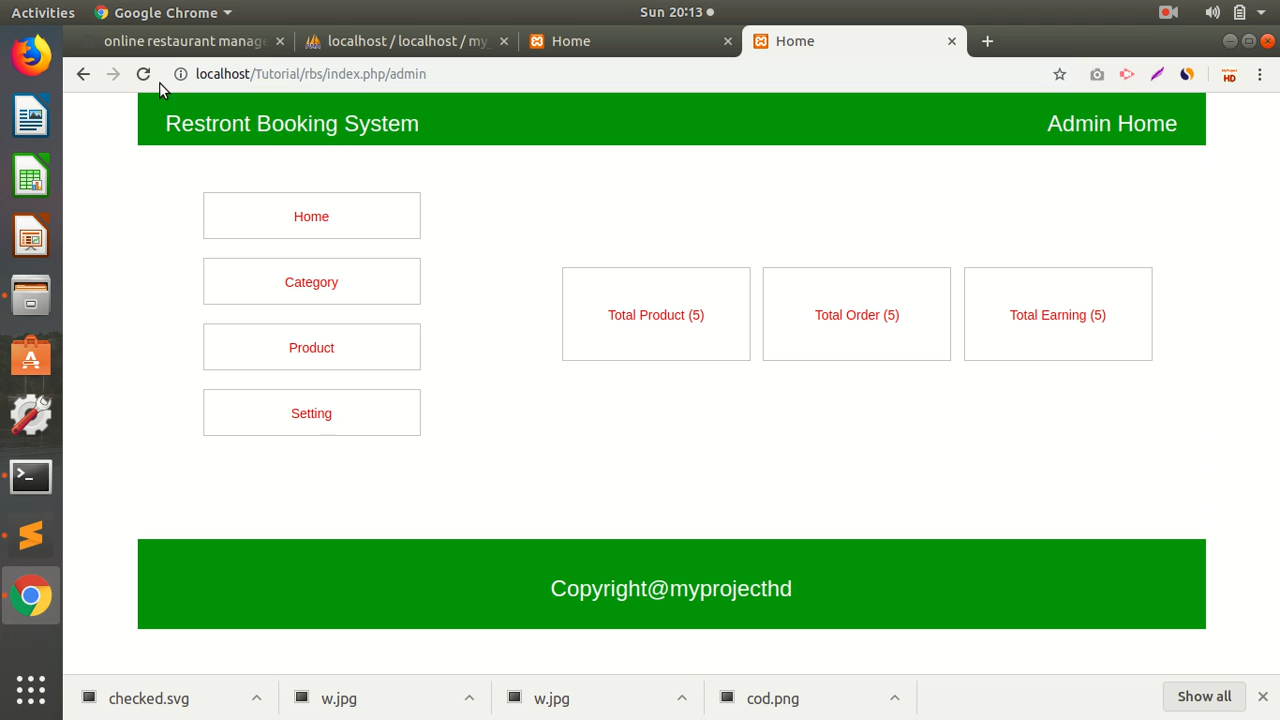 Activities
Google Chrome
Sun 20:13
online restaurant manag
localhost / localhost / my_
Home
Home
localhost/Tutorial/rbs/index.php/admin
MyProject
HD
Restront Booking System
Admin Home
Home
Category
Product
Setting
Total Product (5)
Total Order (5)
Total Earning (5)
Copyright@myprojecthd
checked.svg
w.jpg
w.jpg
cod.png
Show all